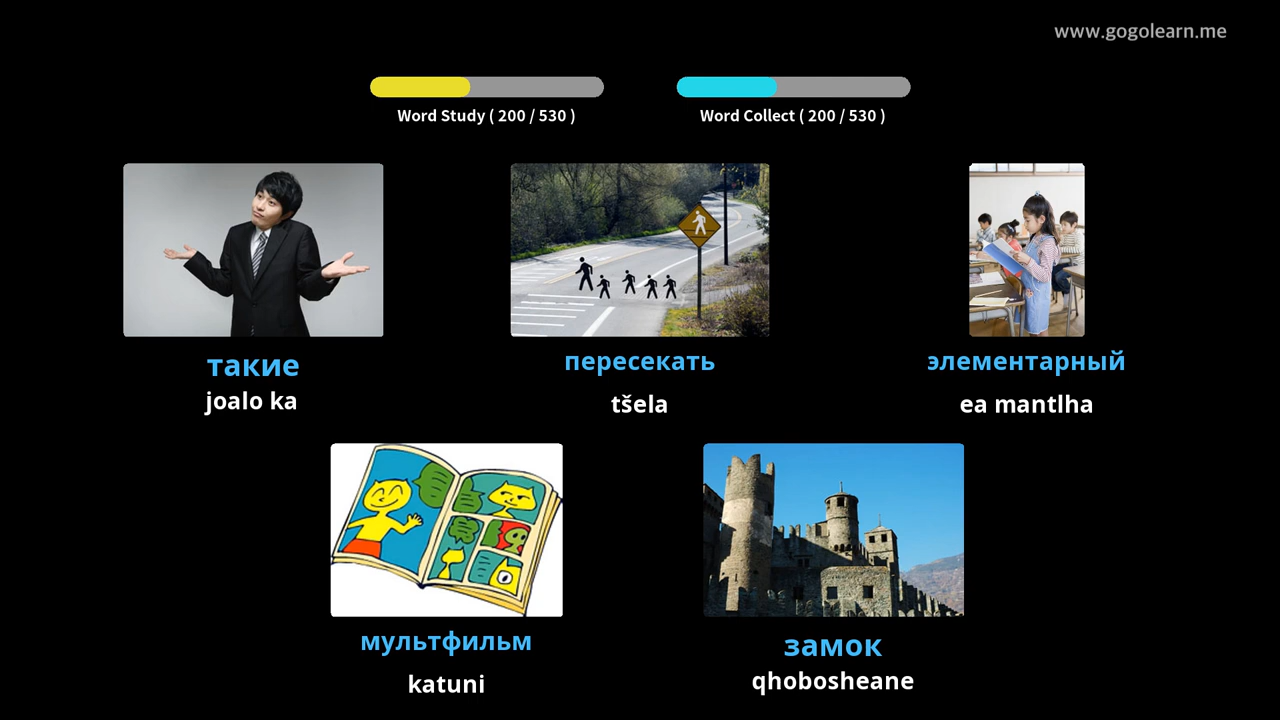 www.gogolearn.me
Word Study ( 200 / 530 )
Word Collect ( 200 / 530 )
такие
joalo ka
пересекать
tšela
элементарный
ea mantlha
мультфильм
katuni
замок
qhobosheane